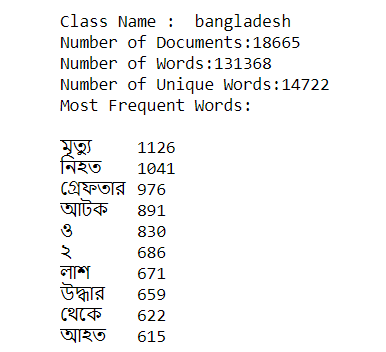 Class Name :  bangladesh
Number of Documents:18665
Number of Words:131368
Number of Unique Words:14722
Most Frequent Words:
মৃত্যু 1126
নিহত 1041
গ্রেফতার 976
আটক 891
ও 830
২ 686
লাশ 671
উদ্ধার 659
থেকে 622
আহত 615